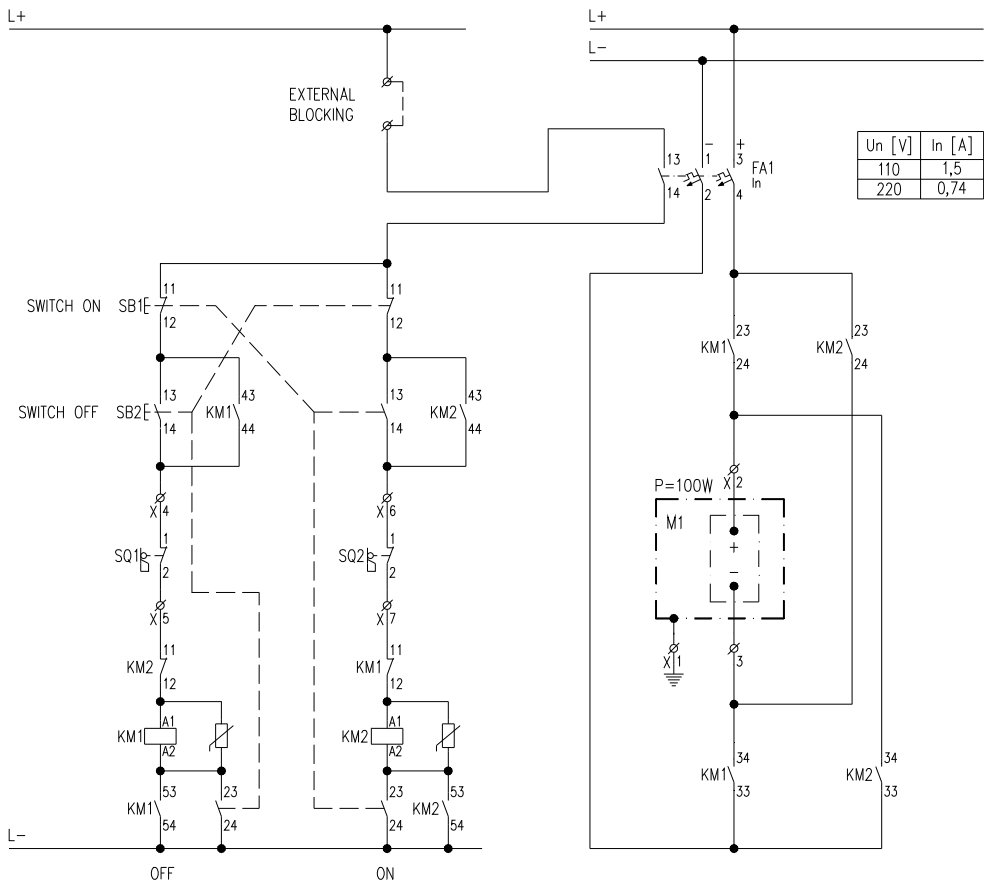 L+
L+
L−
EXTERNAL
BLOCKING
Un [V] In [A]
110 1,5
220 0,74
13 1 − 3 +
FA1
In
14 2 4
11 11
SWITCH ON SB1
12 12
23 23
KM1 KM2
24 24
13 43 13 43
SWITCH OFF SB2 KM1 KM2
14 44 14 44
X 2
P=100W
X 4 X 6
M1
+
1 1
SQ1 SQ2
−
2 2
X 5 X 7
11 11
KM2 KM1 X 1 3
12 12
A1 A1
KM1 KM2
A2 A2
34 34
KM1 KM2
33 33
53 23 23 53
KM1 KM2
54 24 24 54
L−
OFF ON